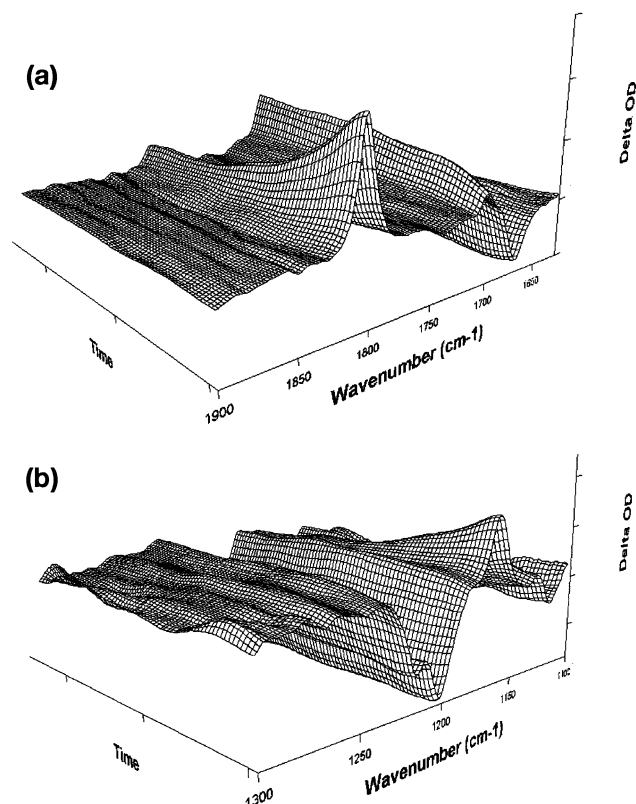 (a)
Delta OD
1650
1700
1750
1800
1850
1900
Wavenumber (cm-1)
Time
(b)
Delta OD
1100
1150
1200
1250
1300
Wavenumber (cm-1)
Time